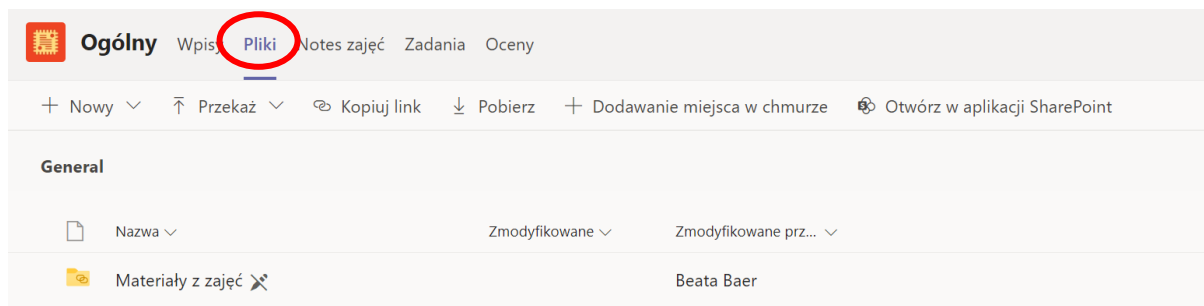 Ogólny Wpisy Pliki Notes zajęć Zadania Oceny
Nowy Przekaż Kopiuj link Pobierz Dodawanie miejsca w chmurze Otwórz w aplikacji SharePoint
General
Nazwa Zmodyfikowane Zmodyfikowane prz...
Materiały z zajęć Beata Baer